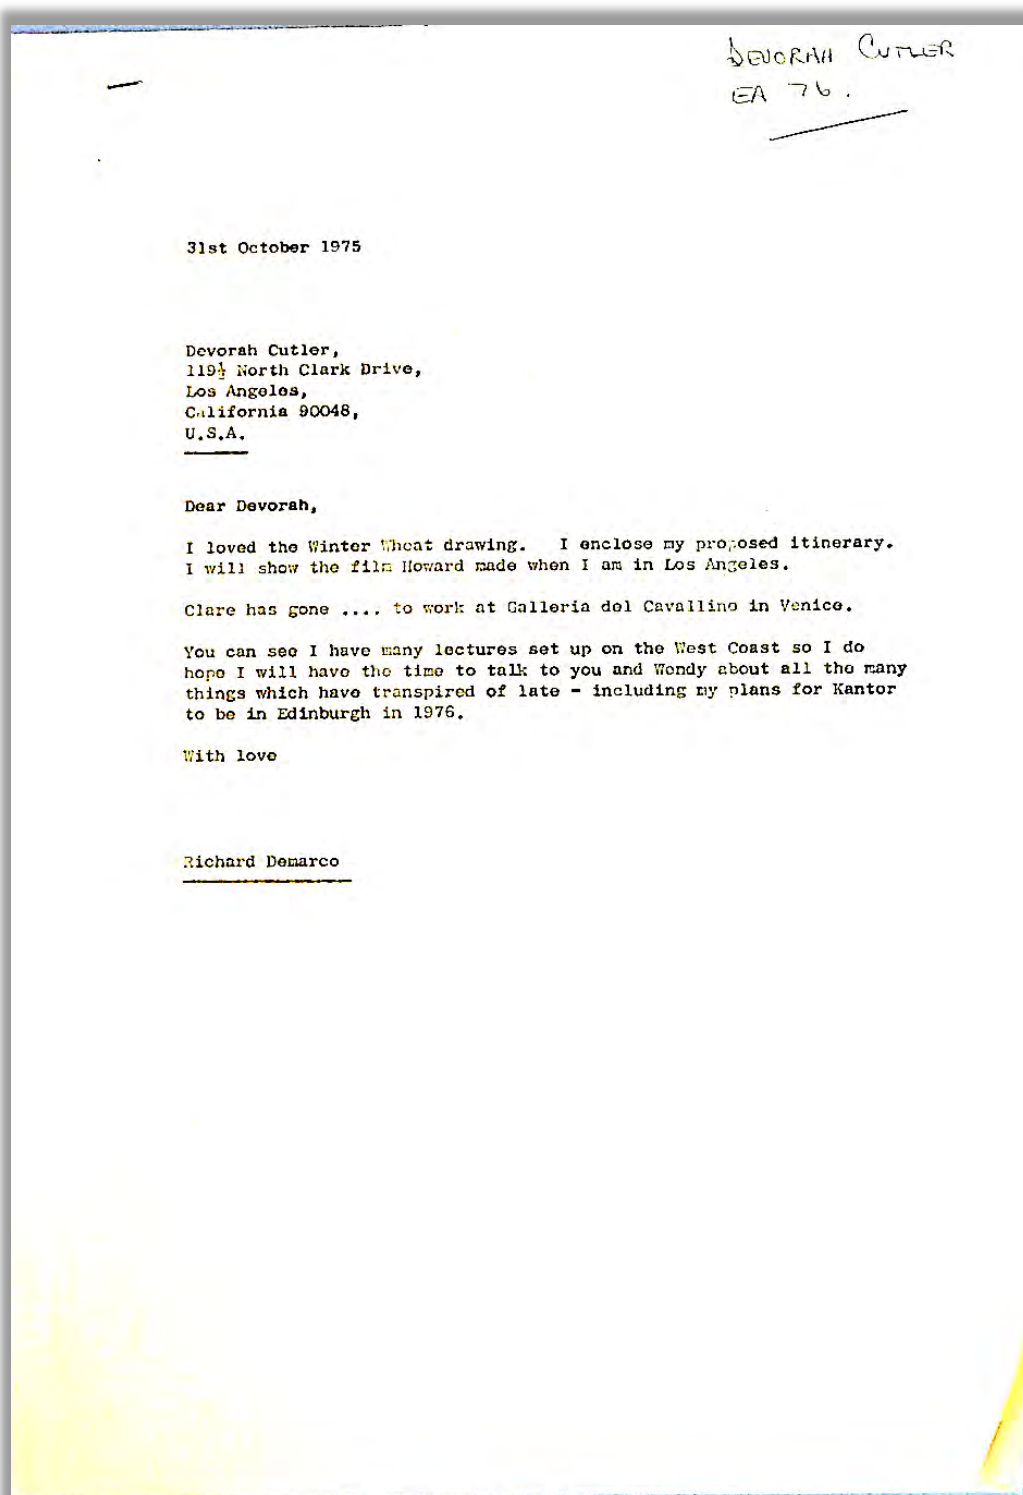 DEVORAH CUTLER
EA 76.
31st October 1975
Devorah Cutler,
119½ North Clark Drive,
Los Angeles,
California 90048,
U.S.A.
Dear Devorah,
I loved the Winter Wheat drawing.   I enclose my proposed itinerary.
I will show the film Howard made when I am in Los Angeles.
Clare has gone .... to work at Galleria del Cavallino in Venice.
You can see I have many lectures set up on the West Coast so I do
hope I will have the time to talk to you and Wendy about all the many
things which have transpired of late - including my plans for Kantor
to be in Edinburgh in 1976.
With love
Richard Demarco